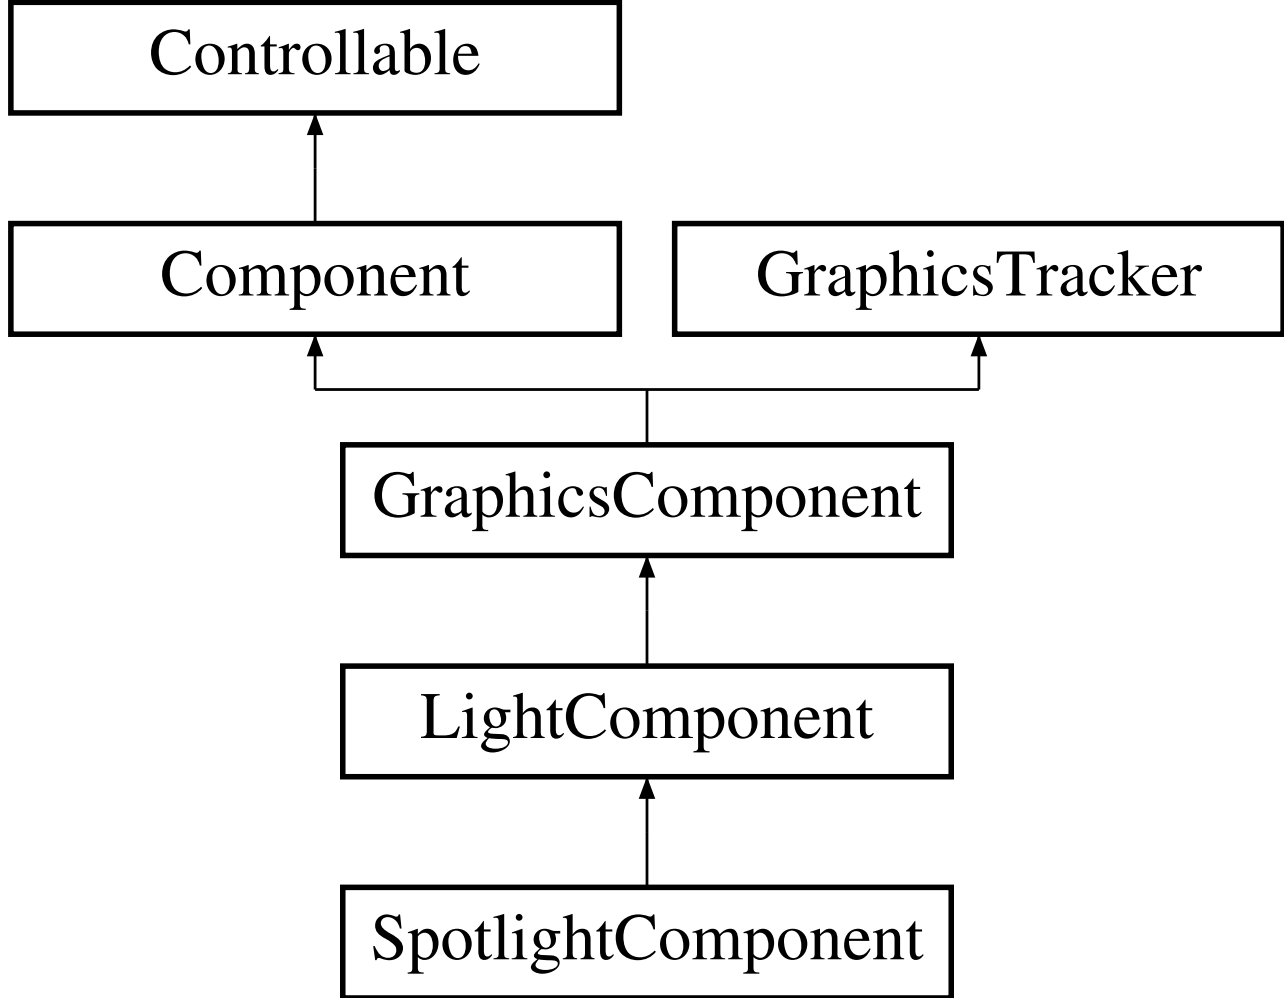 Controllable
Component
GraphicsTracker
GraphicsComponent
LightComponent
SpotlightComponent